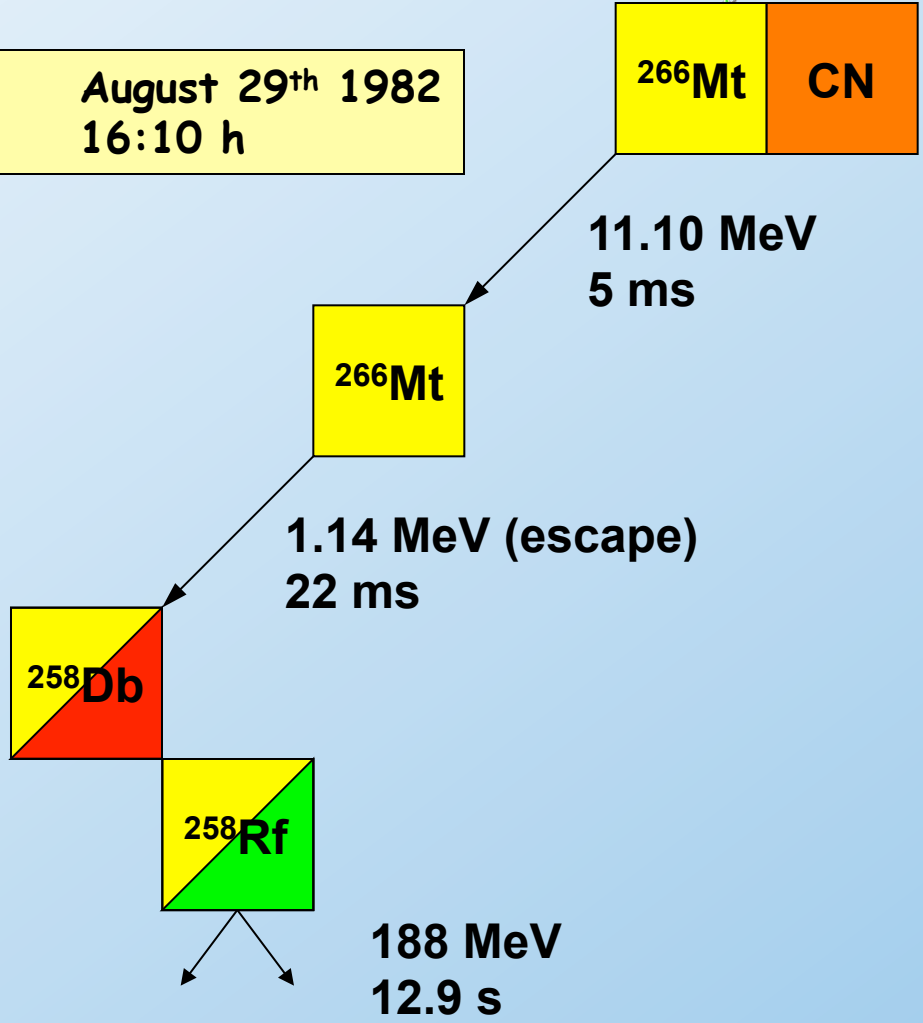 August 29th 1982
16:10 h
266Mt CN
11.10 MeV
5 ms
266Mt
1.14 MeV (escape)
22 ms
258Db
258Rf
188 MeV
12.9 s